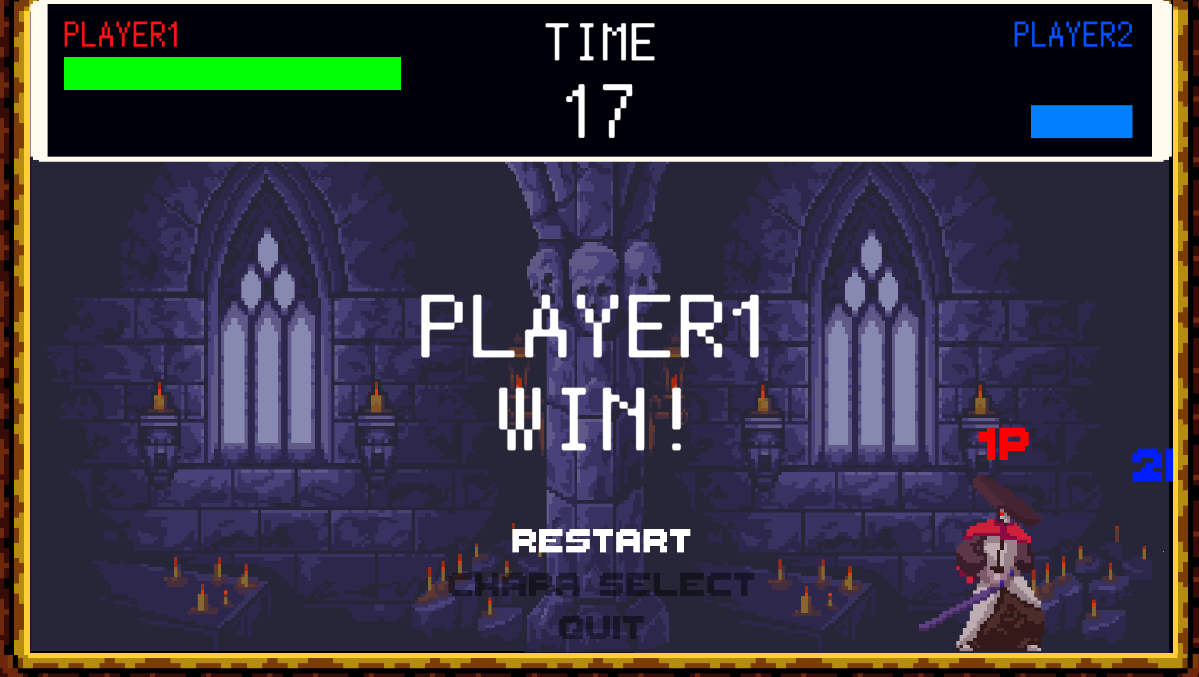 PLAYER1
TIME
PLAYER2
17
PLAYER1
WIN!
1P
RESTART
CHARA SELECT
QUIT